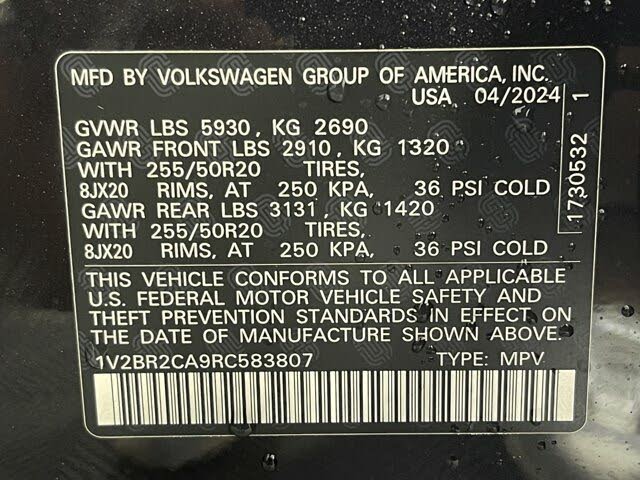 MFD BY VOLKSWAGEN GROUP OF AMERICA, INC.
USA 04/2024
GVWR LBS 5930, KG 2690
GAWR FRONT LBS 2910, KG 1320
WITH 255/50R20 TIRES,
8JX20 RIMS, AT 250 KPA, 36 PSI COLD
GAWR REAR LBS 3131, KG 1420
WITH 255/50R20 TIRES,
8JX20 RIMS, AT 250 KPA, 36 PSI COLD
THIS VEHICLE CONFORMS TO ALL APPLICABLE
U.S. FEDERAL MOTOR VEHICLE SAFETY AND
THEFT PREVENTION STANDARDS IN EFFECT ON
THE DATE OF MANUFACTURE SHOWN ABOVE.
1V2BR2CA9RC583807 TYPE: MPV
1730532 1